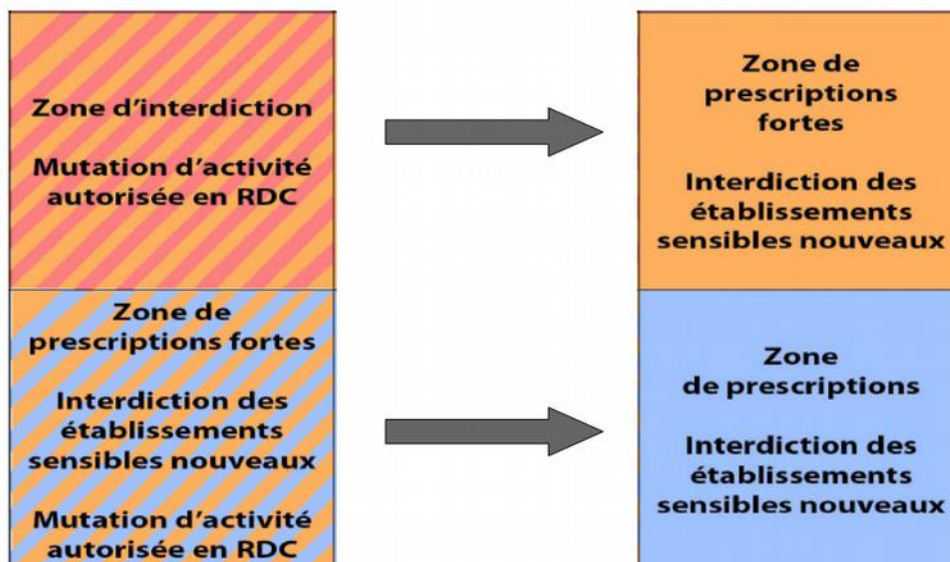 Zone d'interdiction
Mutation d'activité
autorisée en RDC
Zone de
prescriptions
fortes
Interdiction des
établissements
sensibles nouveaux
Zone de
prescriptions fortes
Interdiction des
établissements
sensibles nouveaux
Mutation d'activité
autorisée en RDC
Zone
de prescriptions
Interdiction des
établissements
sensibles nouveaux